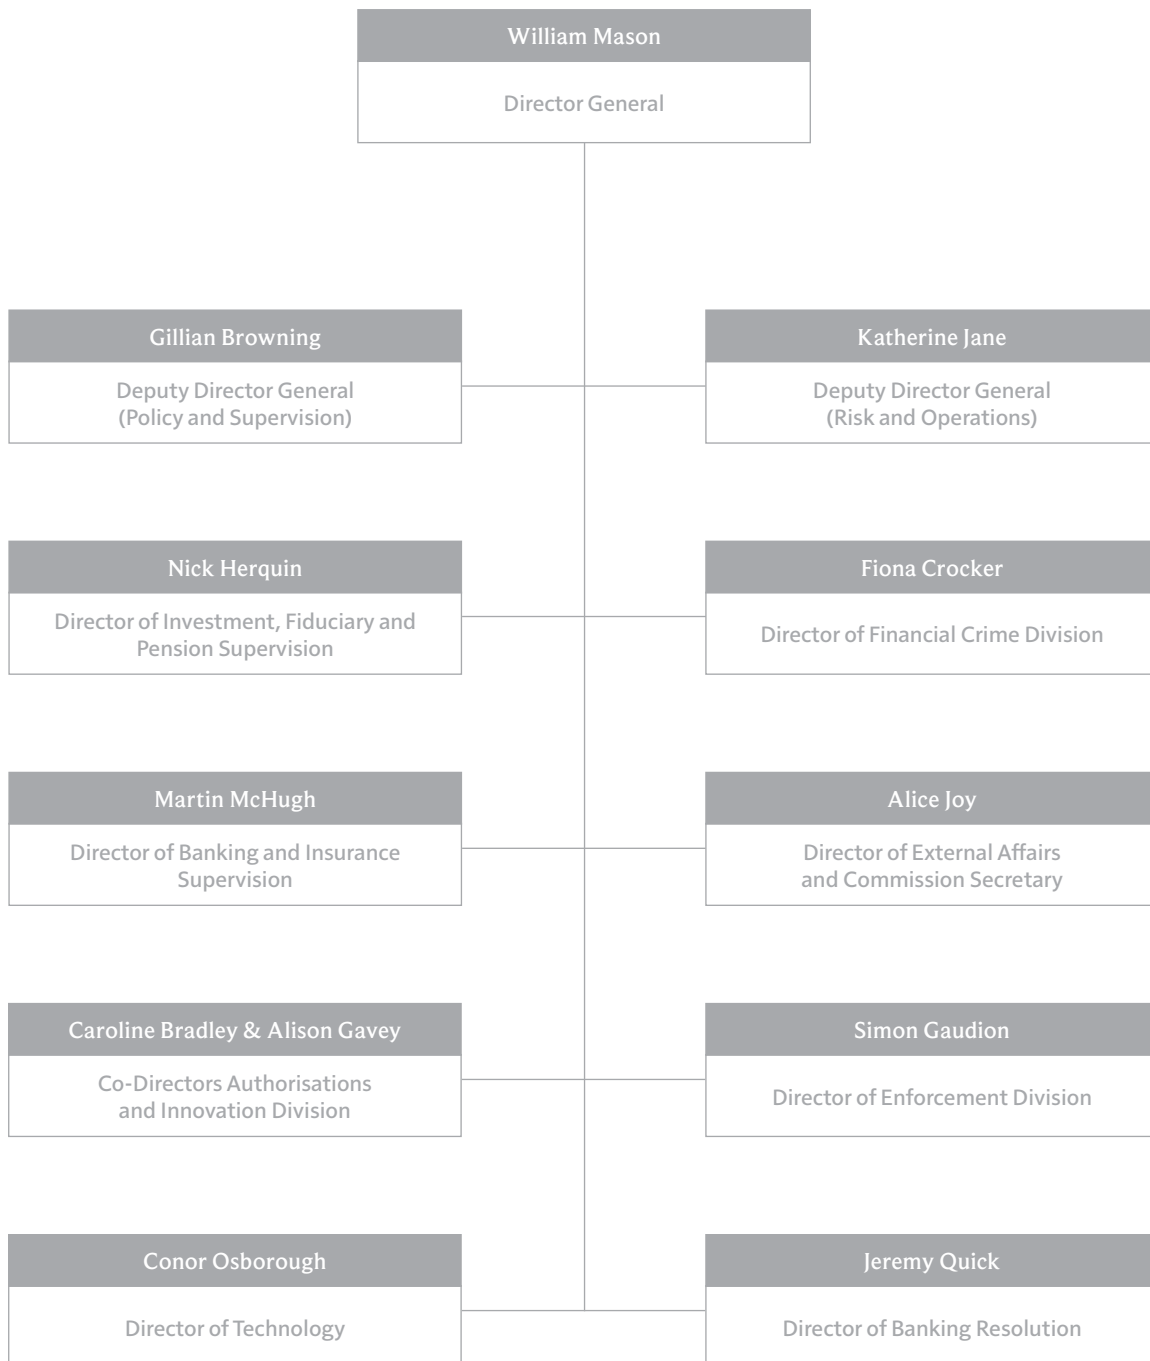 William Mason
Director General
Gillian Browning
Deputy Director General
(Policy and Supervision)
Katherine Jane
Deputy Director General
(Risk and Operations)
Nick Herquin
Director of Investment, Fiduciary and
Pension Supervision
Fiona Crocker
Director of Financial Crime Division
Martin McHugh
Director of Banking and Insurance
Supervision
Alice Joy
Director of External Affairs
and Commission Secretary
Caroline Bradley & Alison Gavey
Co-Directors Authorisations
and Innovation Division
Simon Gaudion
Director of Enforcement Division
Conor Osborough
Director of Technology
Jeremy Quick
Director of Banking Resolution